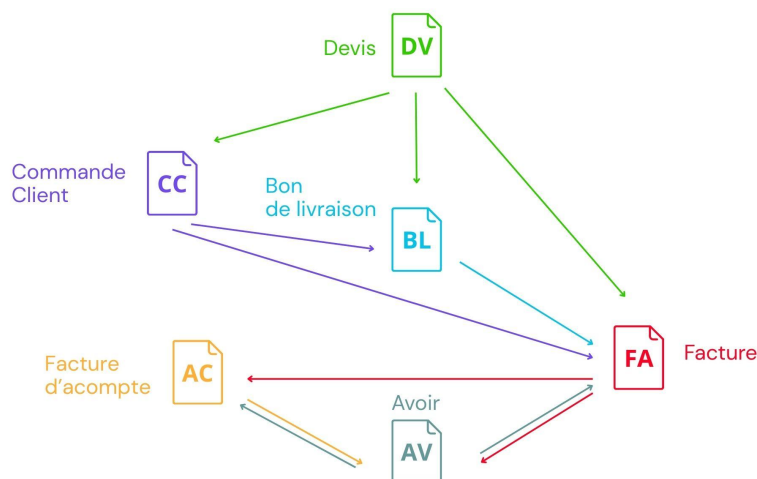 Devis
DV
Commande
Client
CC
Bon
de livraison
BL
Facture
d’acompte
AC
FA
Facture
Avoir
AV